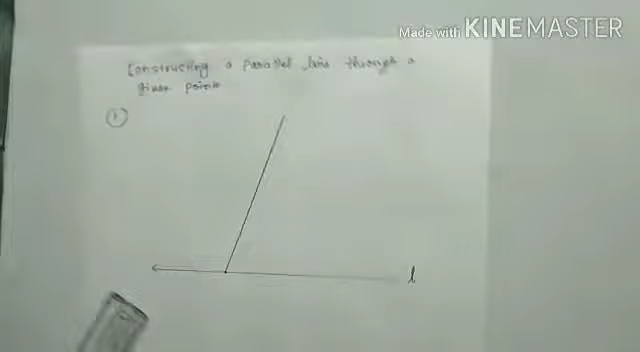 Made with KINEMASTER
Constructing a parallel line through a
given point
①
l